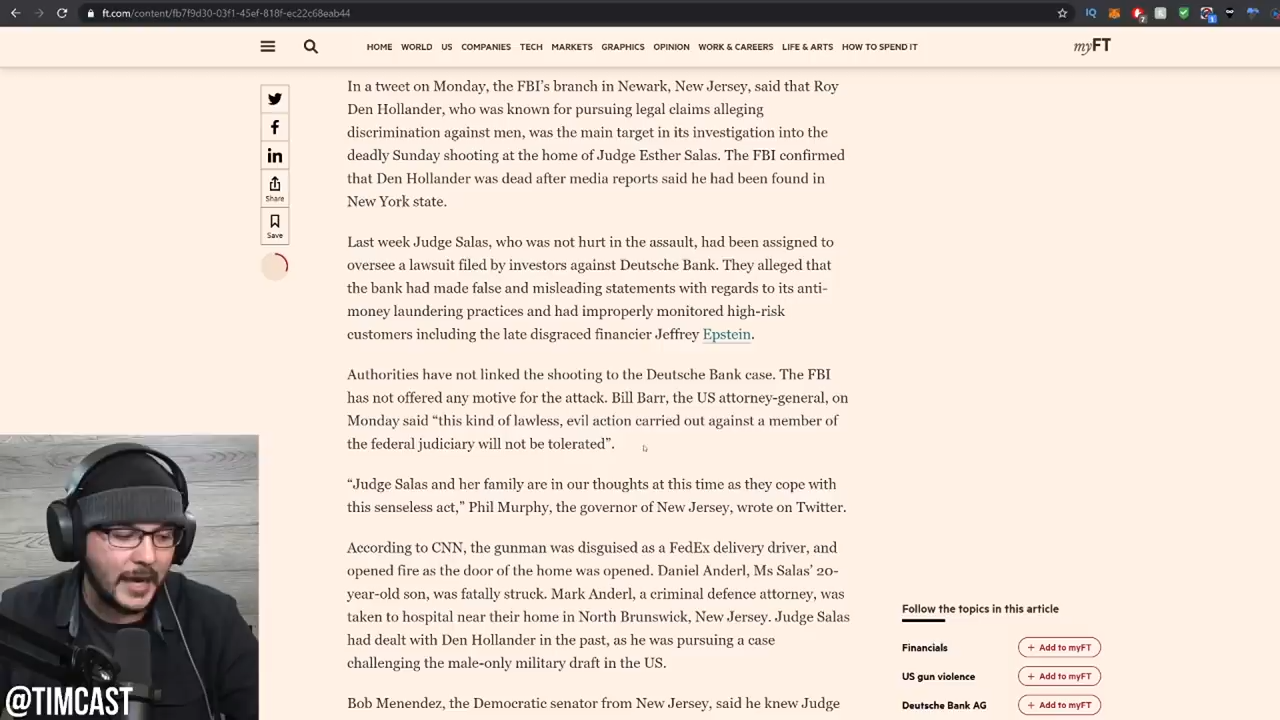 ft.com/content/fb7f9d30-03f1-45ef-818f-ec22c68eab44
HOME WORLD US COMPANIES TECH MARKETS GRAPHICS OPINION WORK & CAREERS LIFE & ARTS HOW TO SPEND IT
myFT
Share
Save
In a tweet on Monday, the FBI’s branch in Newark, New Jersey, said that Roy
Den Hollander, who was known for pursuing legal claims alleging
discrimination against men, was the main target in its investigation into the
deadly Sunday shooting at the home of Judge Esther Salas. The FBI confirmed
that Den Hollander was dead after media reports said he had been found in
New York state.
Last week Judge Salas, who was not hurt in the assault, had been assigned to
oversee a lawsuit filed by investors against Deutsche Bank. They alleged that
the bank had made false and misleading statements with regards to its anti-
money laundering practices and had improperly monitored high-risk
customers including the late disgraced financier Jeffrey Epstein.
Authorities have not linked the shooting to the Deutsche Bank case. The FBI
has not offered any motive for the attack. Bill Barr, the US attorney-general, on
Monday said “this kind of lawless, evil action carried out against a member of
the federal judiciary will not be tolerated”.
“Judge Salas and her family are in our thoughts at this time as they cope with
this senseless act,” Phil Murphy, the governor of New Jersey, wrote on Twitter.
According to CNN, the gunman was disguised as a FedEx delivery driver, and
opened fire as the door of the home was opened. Daniel Anderl, Ms Salas’ 20-
year-old son, was fatally struck. Mark Anderl, a criminal defence attorney, was
taken to hospital near their home in North Brunswick, New Jersey. Judge Salas
had dealt with Den Hollander in the past, as he was pursuing a case
challenging the male-only military draft in the US.
Bob Menendez, the Democratic senator from New Jersey, said he knew Judge
Follow the topics in this article
Financials + Add to myFT
US gun violence + Add to myFT
Deutsche Bank AG + Add to myFT
@TIMCAST